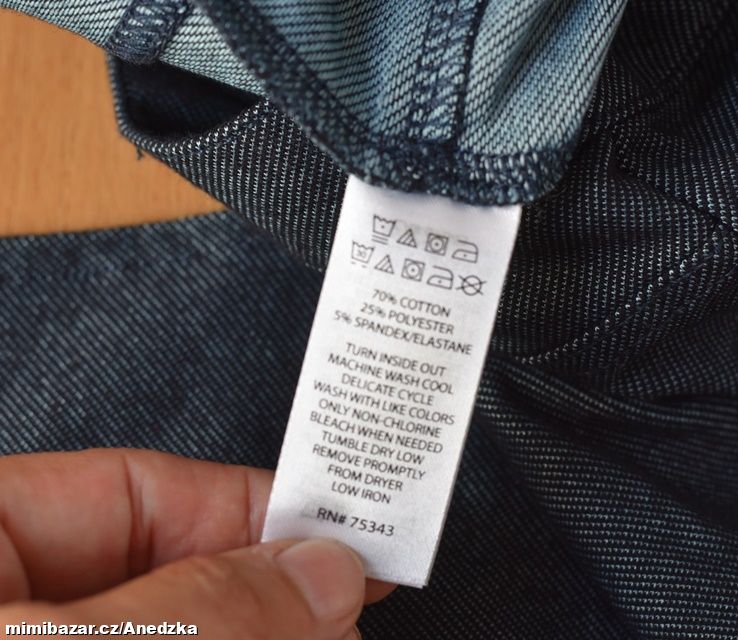 30
70% COTTON
25% POLYESTER
5% SPANDEX/ELASTANE
TURN INSIDE OUT
MACHINE WASH COOL
DELICATE CYCLE
WASH WITH LIKE COLORS
ONLY NON-CHLORINE
BLEACH WHEN NEEDED
TUMBLE DRY LOW
REMOVE PROMPTLY
FROM DRYER
LOW IRON
RN# 75343
mimibazar.cz/Anedzka